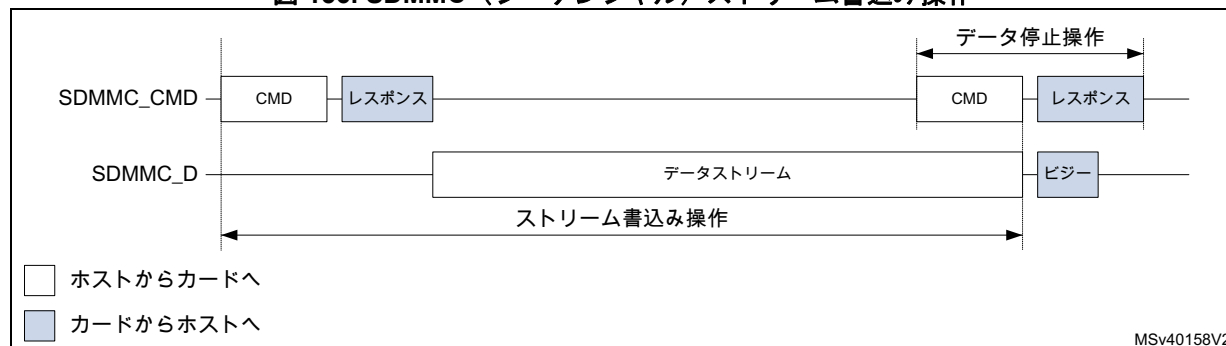 データ停止操作
SDMMC_CMD CMD レスポンス CMD レスポンス
SDMMC_D データストリーム ビジー
ストリーム書込み操作
ホストからカードへ
カードからホストへ
MSv40158V2